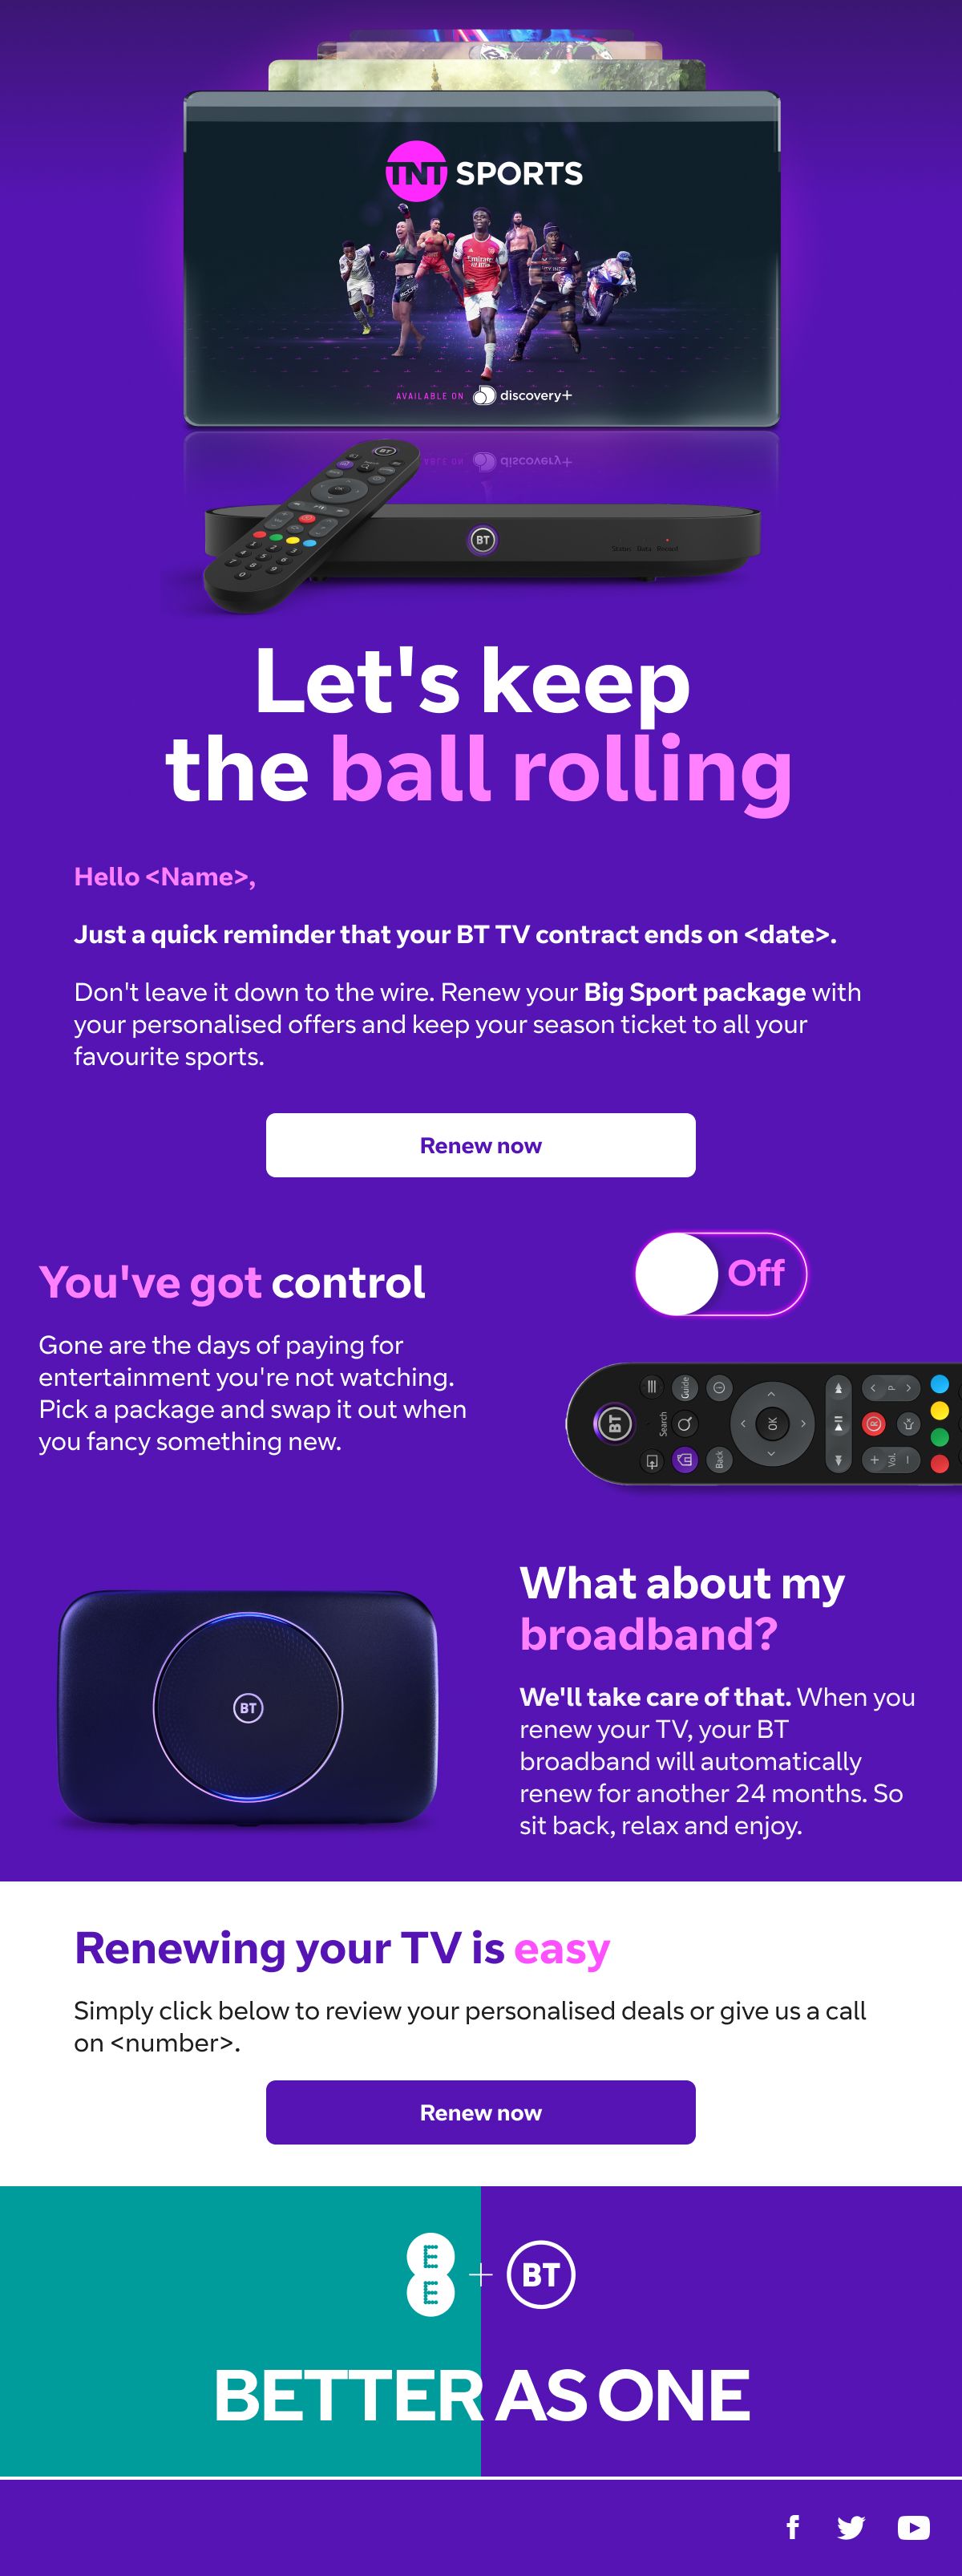 TNT SPORTS
AVAILABLE ON discovery+
BT
BT
Let's keep
the ball rolling
Hello <Name>,
Just a quick reminder that your BT TV contract ends on <date>.
Don't leave it down to the wire. Renew your Big Sport package with
your personalised offers and keep your season ticket to all your
favourite sports.
Renew now
You've got control
Off
Gone are the days of paying for
entertainment you're not watching.
Pick a package and swap it out when
you fancy something new.
BT
Search
Guide
Back
OK
P
VoL
R
What about my
broadband?
BT
We'll take care of that. When you
renew your TV, your BT
broadband will automatically
renew for another 24 months. So
sit back, relax and enjoy.
Renewing your TV is easy
Simply click below to review your personalised deals or give us a call
on <number>.
Renew now
EE + BT
BETTER AS ONE